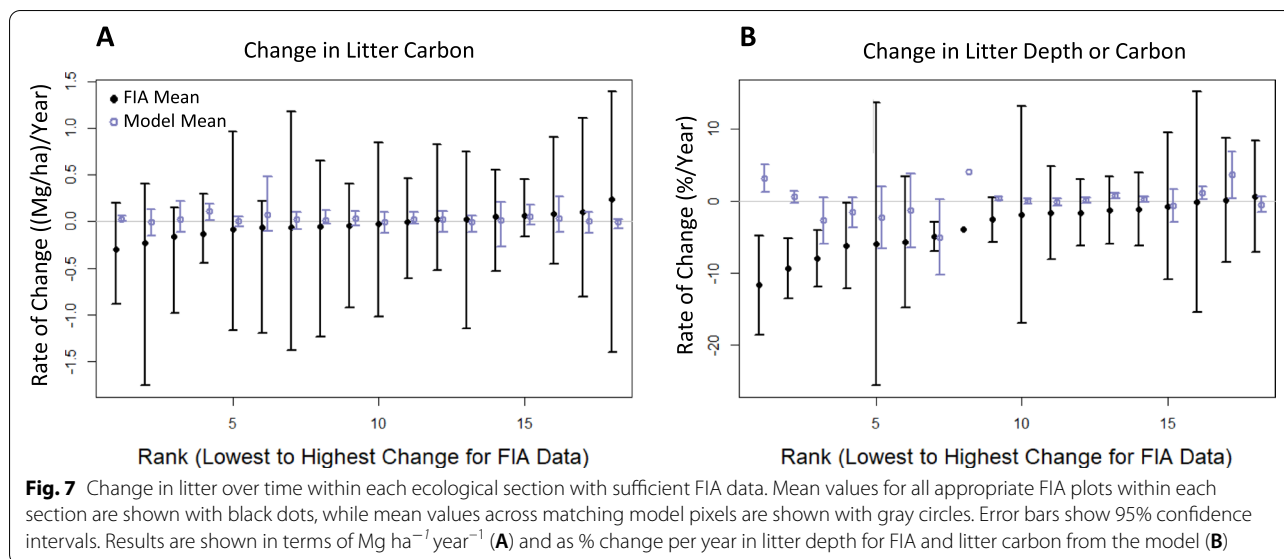 A
Change in Litter Carbon
Rate of Change ((Mg/ha)/Year)
1.5
1.0
0.5
0.0
-0.5
-1.0
-1.5
FIA Mean
Model Mean
5
10
15
Rank (Lowest to Highest Change for FIA Data)
B
Change in Litter Depth or Carbon
Rate of Change (%/Year)
10
0
-10
-20
5
10
15
Rank (Lowest to Highest Change for FIA Data)
Fig. 7 Change in litter over time within each ecological section with sufficient FIA data. Mean values for all appropriate FIA plots within each
section are shown with black dots, while mean values across matching model pixels are shown with gray circles. Error bars show 95% confidence
intervals. Results are shown in terms of Mg ha⁻¹ year⁻¹ (A) and as % change per year in litter depth for FIA and litter carbon from the model (B)